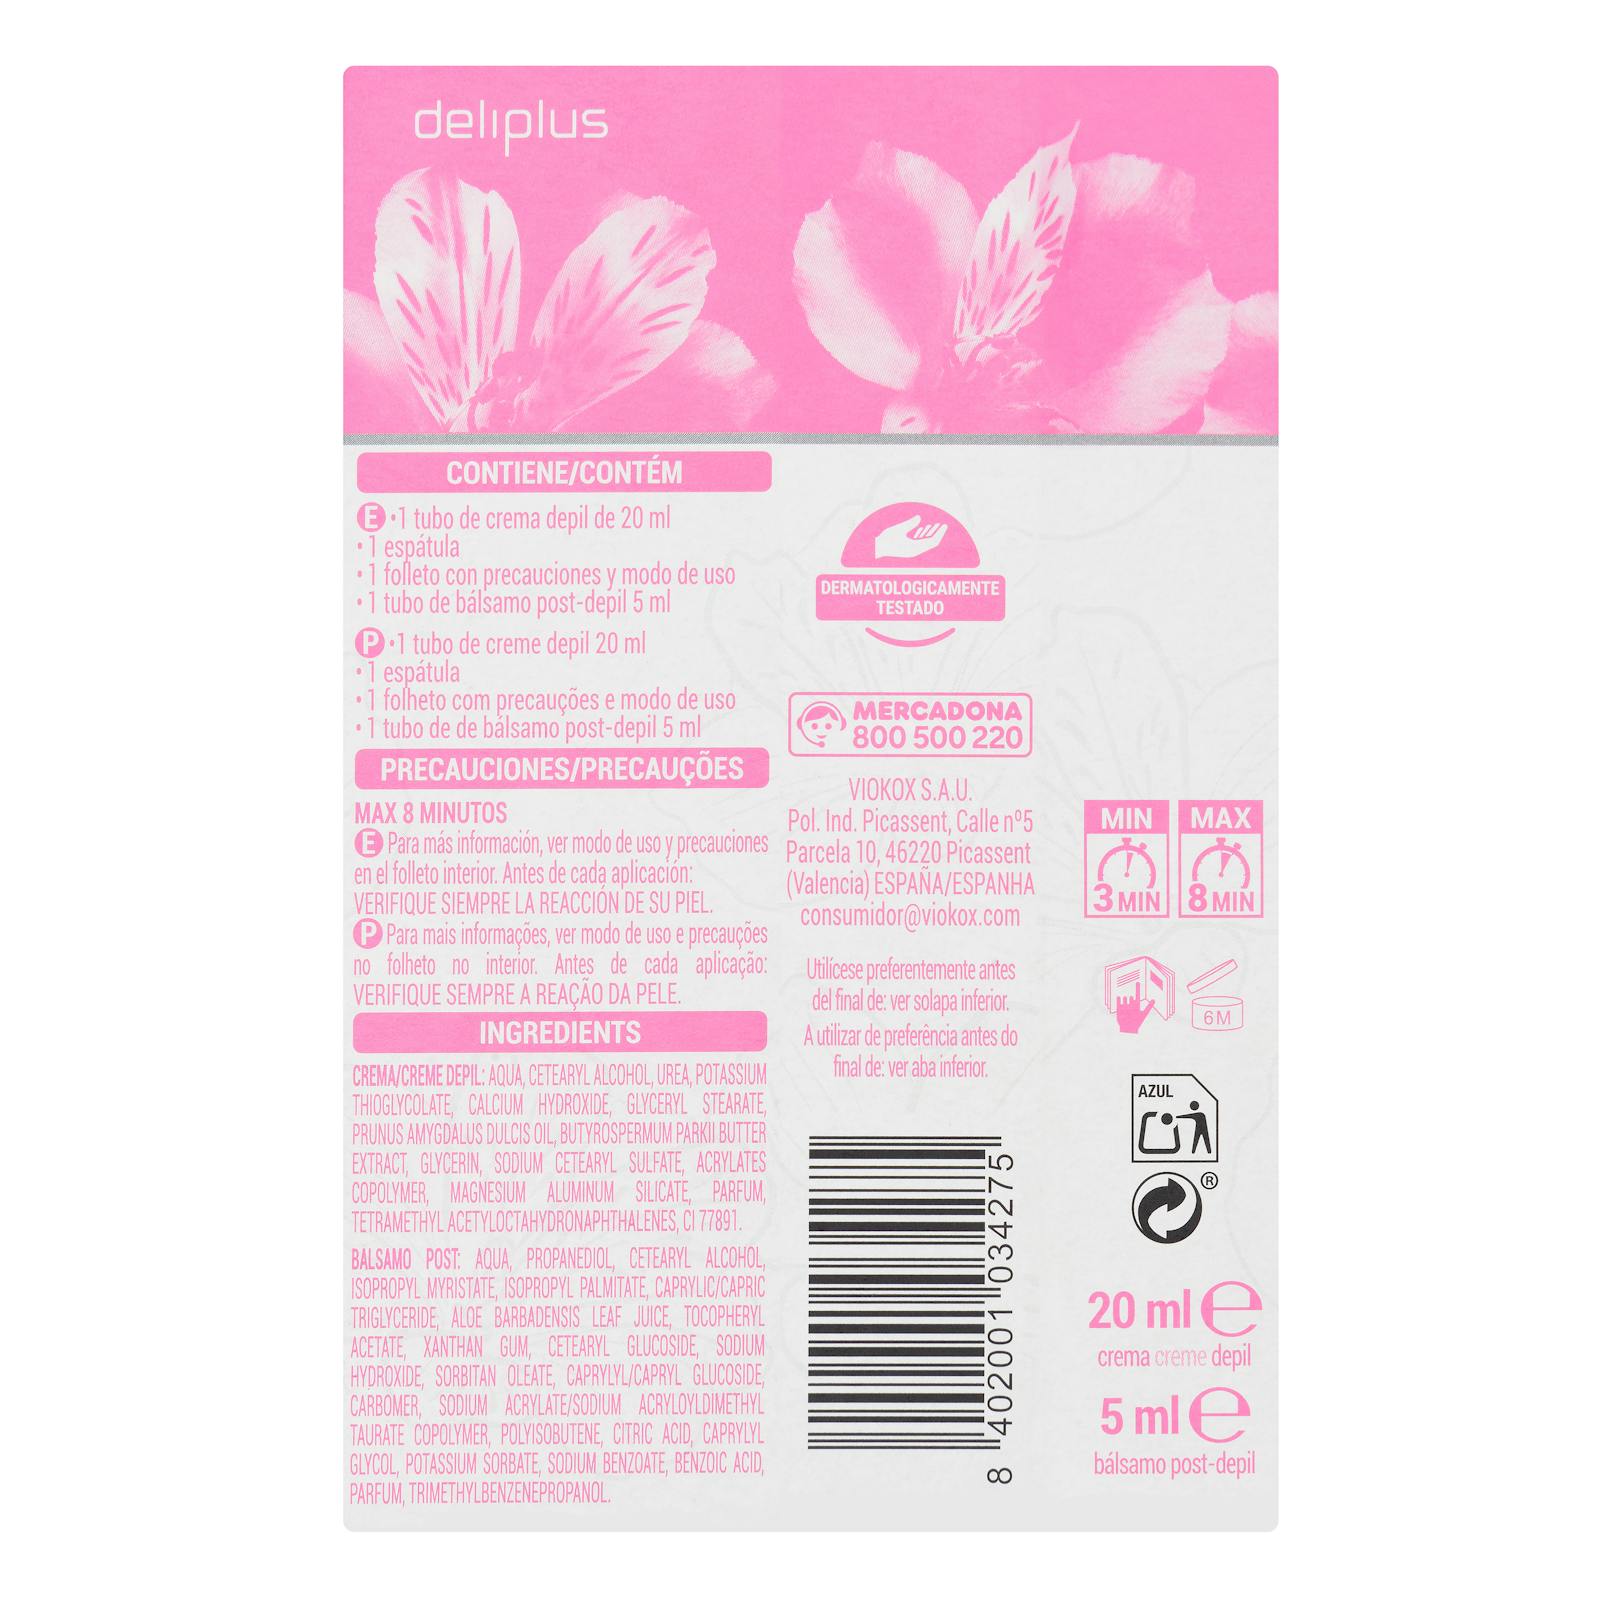 deliplus
CONTIENE/CONTÉM
E •1 tubo de crema depil de 20 ml
• 1 espátula
• 1 folleto con precauciones y modo de uso
• 1 tubo de bálsamo post-depil 5 ml
P •1 tubo de creme depil 20 ml
• 1 espátula
• 1 folheto com precauções e modo de uso
• 1 tubo de de bálsamo post-depil 5 ml
PRECAUCIONES/PRECAUÇÕES
MAX 8 MINUTOS
E Para más información, ver modo de uso y precauciones
en el folleto interior. Antes de cada aplicación:
VERIFIQUE SIEMPRE LA REACCIÓN DE SU PIEL.
P Para mais informações, ver modo de uso e precauções
no folheto no interior. Antes de cada aplicação:
VERIFIQUE SEMPRE A REAÇÃO DA PELE.
INGREDIENTS
CREMA/CREME DEPIL: AQUA, CETEARYL ALCOHOL, UREA, POTASSIUM
THIOGLYCOLATE, CALCIUM HYDROXIDE, GLYCERYL STEARATE,
PRUNUS AMYGDALUS DULCIS OIL, BUTYROSPERMUM PARKII BUTTER
EXTRACT, GLYCERIN, SODIUM CETEARYL SULFATE, ACRYLATES
COPOLYMER, MAGNESIUM ALUMINUM SILICATE, PARFUM,
TETRAMETHYL ACETYLOCTAHYDRONAPHTHALENES, CI 77891.
BALSAMO POST: AQUA, PROPANEDIOL, CETEARYL ALCOHOL,
ISOPROPYL MYRISTATE, ISOPROPYL PALMITATE, CAPRYLIC/CAPRIC
TRIGLYCERIDE, ALOE BARBADENSIS LEAF JUICE, TOCOPHERYL
ACETATE, XANTHAN GUM, CETEARYL GLUCOSIDE, SODIUM
HYDROXIDE, SORBITAN OLEATE, CAPRYLYL/CAPRYL GLUCOSIDE,
CARBOMER, SODIUM ACRYLATE/SODIUM ACRYLOYLDIMETHYL
TAURATE COPOLYMER, POLYISOBUTENE, CITRIC ACID, CAPRYLYL
GLYCOL, POTASSIUM SORBATE, SODIUM BENZOATE, BENZOIC ACID,
PARFUM, TRIMETHYLBENZENEPROPANOL.
DERMATOLOGICAMENTE
TESTADO
MERCADONA
800 500 220
VIOKOX S.A.U.
Pol. Ind. Picassent, Calle nº5
Parcela 10, 46220 Picassent
(Valencia) ESPAÑA/ESPANHA
consumidor@viokox.com
Utilícese preferentemente antes
del final de: ver solapa inferior.
A utilizar de preferência antes do
final de: ver aba inferior.
8 402001 034275
MIN
3 MIN
MAX
8 MIN
6M
AZUL
®
20 ml e
crema creme depil
5 ml e
bálsamo post-depil